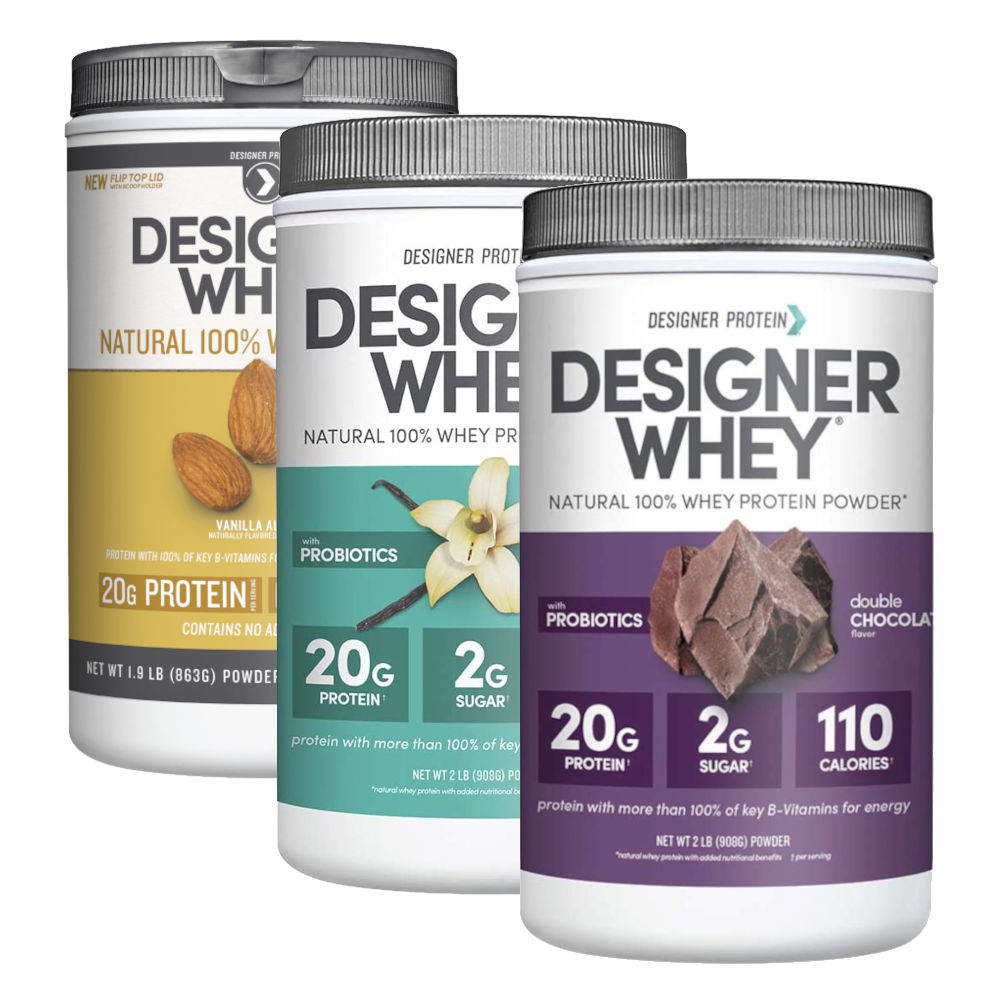 NEW FLIP TOP LID
WITH SCOOP HOLDER
DESIGNER PR
DESIG
WH
NATURAL 100% W
VANILLA AL
NATURALLY FLAVORED
PROTEIN WITH 100% OF KEY B-VITAMINS F
20G PROTEIN PER SERVING
CONTAINS NO AD
NET WT 1.9 LB (863G) POWDER
DESIGNER PROTE
DESIG
WHE
NATURAL 100% WHEY PR
with
PROBIOTICS
20G
PROTEIN†
2G
SUGAR†
protein with more than 100% of key
NET WT 2 LB (908G) PO
*natural whey protein with added nutritional be
DESIGNER PROTEIN
DESIGNER
WHEY®
NATURAL 100% WHEY PROTEIN POWDER*
with
PROBIOTICS
double
CHOCOLAT
flavor
20G
PROTEIN†
2G
SUGAR†
110
CALORIES†
protein with more than 100% of key B-Vitamins for energy
NET WT 2 LB (908G) POWDER
*natural whey protein with added nutritional benefits † per serving